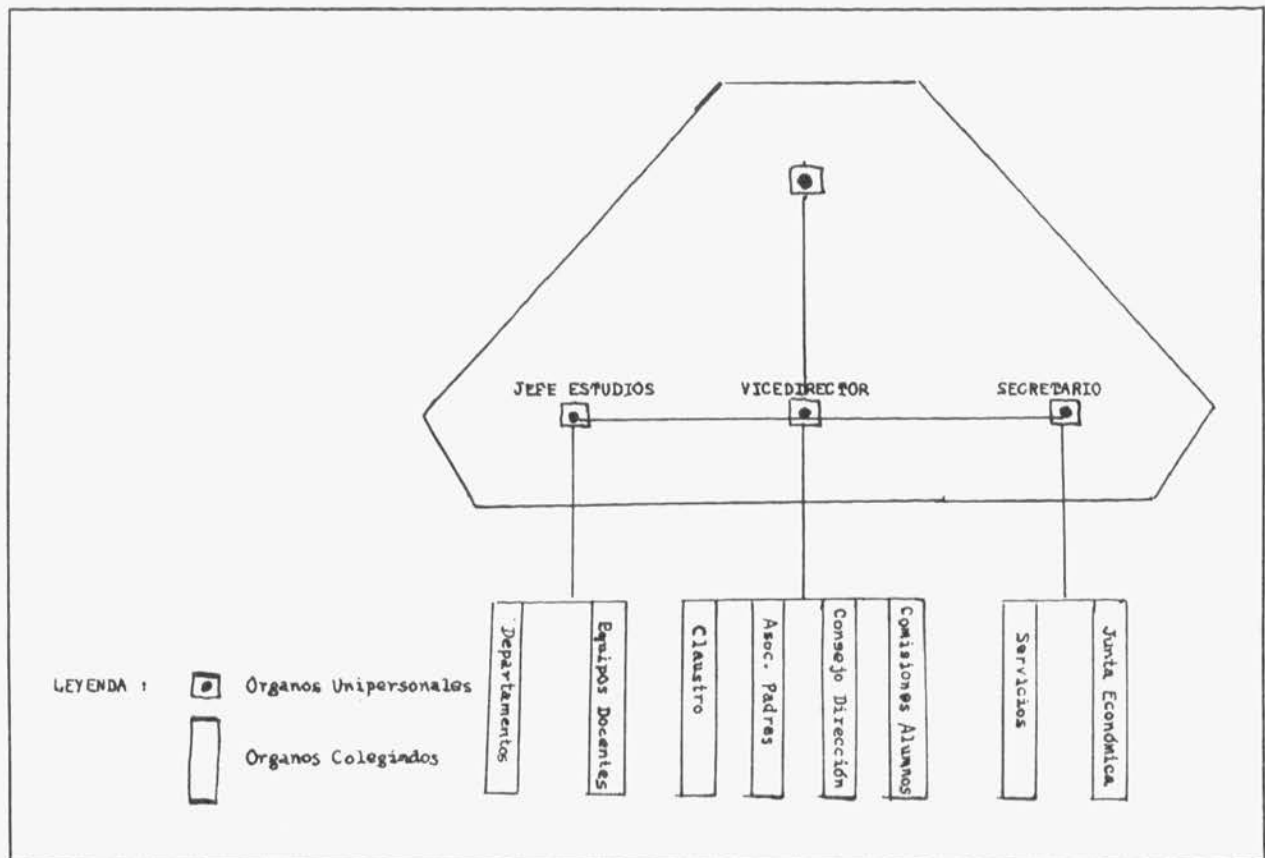 JEFE ESTUDIOS
VICEDIRECTOR
SECRETARIO
Departamentos
Equipos Docentes
Claustro
Asoc. Padres
Consejo Dirección
Comisiones Alumnos
Servicios
Junta Económica
LEYENDA :
Organos Unipersonales
Organos Colegiados